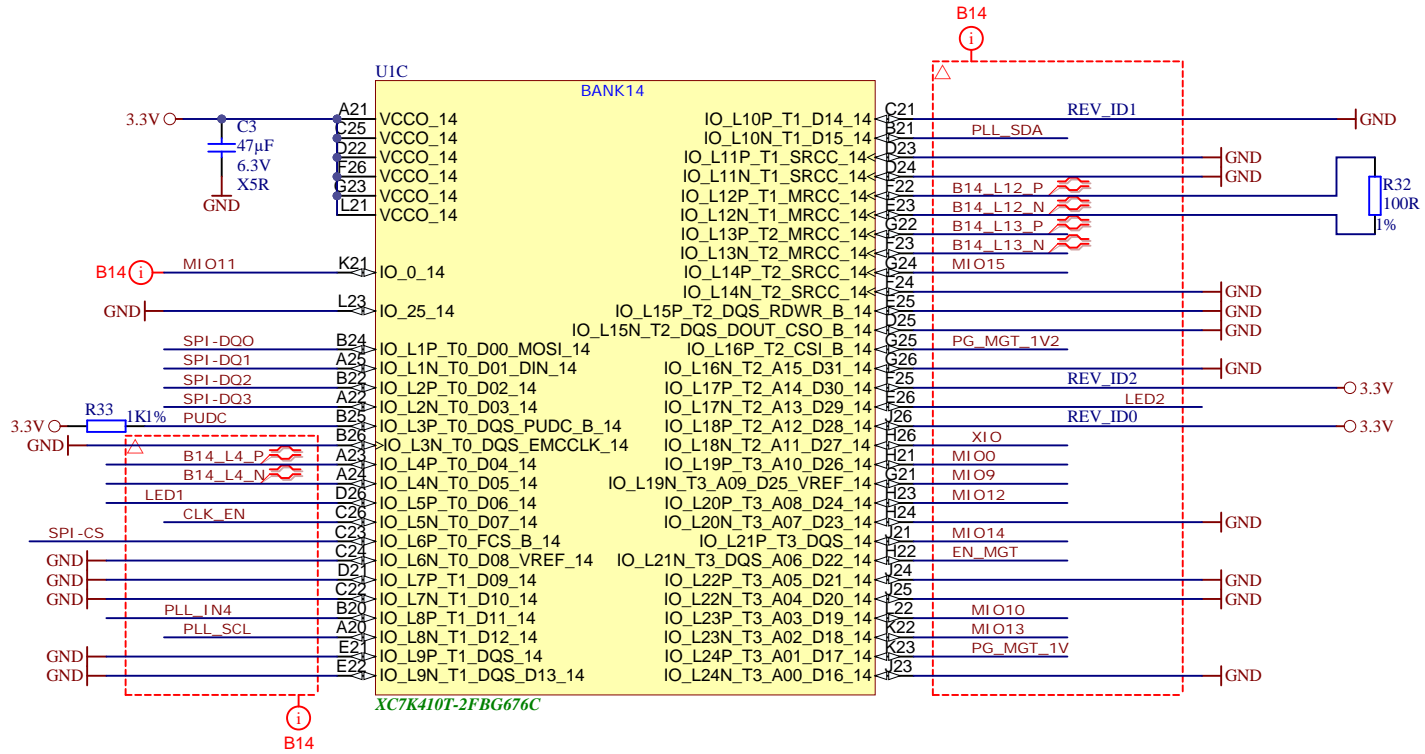 B14
U1C
BANK14
3.3V A21 VCCO_14 IO_L10P_T1_D14_14 C21 REV_ID1 GND
C25 VCCO_14 IO_L10N_T1_D15_14 B21 PLL_SDA
D22 VCCO_14 IO_L11P_T1_SRCC_14 D23 GND
F26 VCCO_14 IO_L11N_T1_SRCC_14 D24 GND
G23 VCCO_14 IO_L12P_T1_MRCC_14 F22 B14_L12_P
L21 VCCO_14 IO_L12N_T1_MRCC_14 E23 B14_L12_N
C3
47µF
6.3V
X5R
GND
R32
100R
1%
IO_L13P_T2_MRCC_14 G22 B14_L13_P
IO_L13N_T2_MRCC_14 F23 B14_L13_N
B14 i MIO11 K21 IO_0_14 IO_L14P_T2_SRCC_14 G24 MIO15
IO_L14N_T2_SRCC_14 F24 GND
GND L23 IO_25_14 IO_L15P_T2_DQS_RDWR_B_14 E25 GND
IO_L15N_T2_DQS_DOUT_CSO_B_14 D25 GND
SPI-DQ0 B24 IO_L1P_T0_D00_MOSI_14 IO_L16P_T2_CSI_B_14 G25 PG_MGT_1V2
SPI-DQ1 A25 IO_L1N_T0_D01_DIN_14 IO_L16N_T2_A15_D31_14 G26 GND
SPI-DQ2 B22 IO_L2P_T0_D02_14 IO_L17P_T2_A14_D30_14 F25 REV_ID2 3.3V
SPI-DQ3 A22 IO_L2N_T0_D03_14 IO_L17N_T2_A13_D29_14 E26 LED2
3.3V R33 1K1% PUDC B25 IO_L3P_T0_DQS_PUDC_B_14 IO_L18P_T2_A12_D28_14 J26 REV_ID0 3.3V
GND B26 IO_L3N_T0_DQS_EMCCLK_14 IO_L18N_T2_A11_D27_14 H26 XIO
B14_L4_P A23 IO_L4P_T0_D04_14 IO_L19P_T3_A10_D26_14 H21 MIO0
B14_L4_N A24 IO_L4N_T0_D05_14 IO_L19N_T3_A09_D25_VREF_14 G21 MIO9
LED1 D26 IO_L5P_T0_D06_14 IO_L20P_T3_A08_D24_14 H23 MIO12
CLK_EN C26 IO_L5N_T0_D07_14 IO_L20N_T3_A07_D23_14 H24 GND
SPI-CS C23 IO_L6P_T0_FCS_B_14 IO_L21P_T3_DQS_14 J21 MIO14
GND C24 IO_L6N_T0_D08_VREF_14 IO_L21N_T3_DQS_A06_D22_14 H22 EN_MGT
GND D21 IO_L7P_T1_D09_14 IO_L22P_T3_A05_D21_14 J24 GND
GND C22 IO_L7N_T1_D10_14 IO_L22N_T3_A04_D20_14 J25 GND
PLL_IN4 B20 IO_L8P_T1_D11_14 IO_L23P_T3_A03_D19_14 L22 MIO10
PLL_SCL A20 IO_L8N_T1_D12_14 IO_L23N_T3_A02_D18_14 K22 MIO13
GND E21 IO_L9P_T1_DQS_14 IO_L24P_T3_A01_D17_14 K23 PG_MGT_1V
GND E22 IO_L9N_T1_DQS_D13_14 IO_L24N_T3_A00_D16_14 J23 GND
XC7K410T-2FBG676C
i
B14